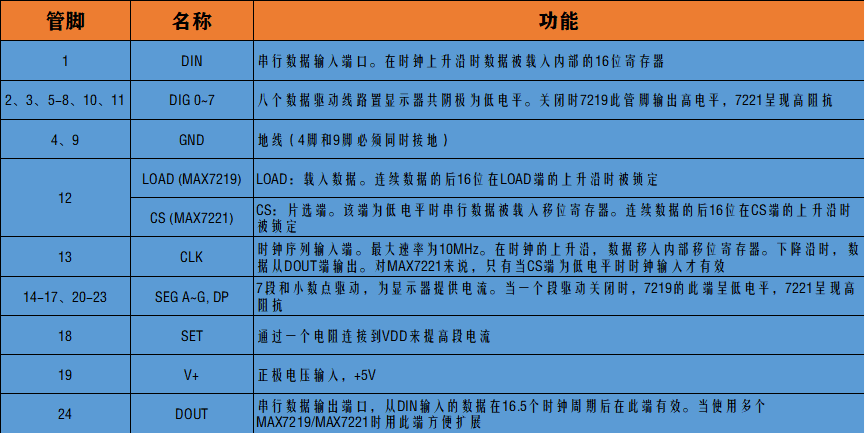 管脚 名称 功能
1 DIN 串行数据输入端口。在时钟上升沿时数据被载入内部的16位寄存器
2、3、5-8、10、11 DIG 0~7 八个数据驱动线路置显示器共阴极为低电平。关闭时7219此管脚输出高电平，7221呈现高阻抗
4、9 GND 地线（4脚和9脚必须同时接地）
12
LOAD (MAX7219) LOAD：载入数据。连续数据的后16位在LOAD端的上升沿时被锁定
CS (MAX7221) CS：片选端。该端为低电平时串行数据被载入移位寄存器。连续数据的后16位在CS端的上升沿时
被锁定
13 CLK 时钟序列输入端。最大速率为10MHz。在时钟的上升沿，数据移入内部移位寄存器。下降沿时，数
据从DOUT端输出。对MAX7221来说，只有当CS端为低电平时时钟输入才有效
14-17、20-23 SEG A~G, DP 7段和小数点驱动，为显示器提供电流。当一个段驱动关闭时，7219的此端呈低电平，7221呈现高
阻抗
18 SET 通过一个电阻连接到VDD来提高段电流
19 V+ 正极电压输入，+5V
24 DOUT 串行数据输出端口，从DIN输入的数据在16.5个时钟周期后在此端有效。当使用多个
MAX7219/MAX7221时用此端方便扩展